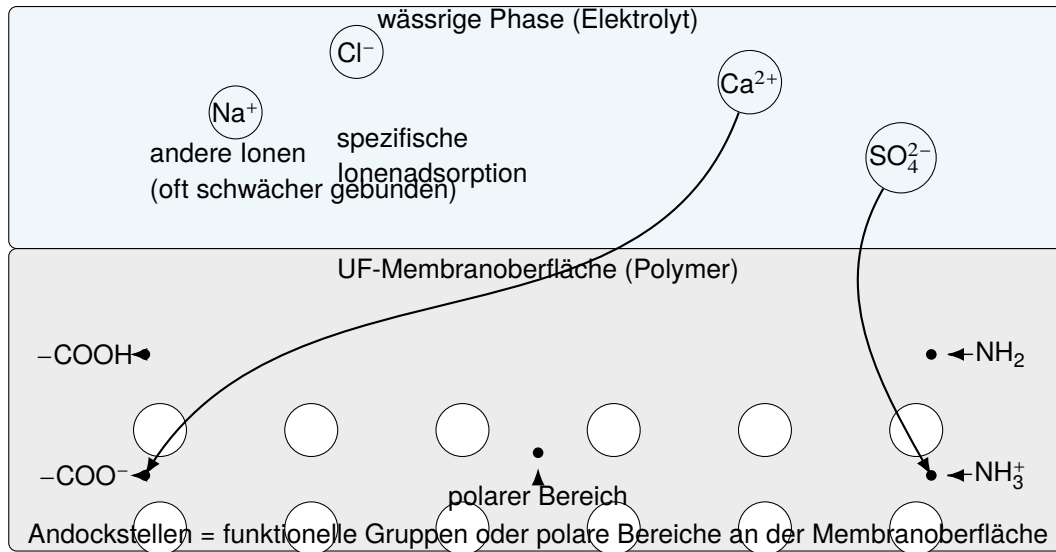 wässrige Phase (Elektrolyt)
Cl⁻
Ca²⁺
Na⁺
spezifische
Ionenadsorption
andere Ionen
(oft schwächer gebunden)
SO₄²⁻
UF-Membranoberfläche (Polymer)
−COOH
NH₂
−COO⁻
NH₃⁺
polarer Bereich
Andockstellen = funktionelle Gruppen oder polare Bereiche an der Membranoberfläche